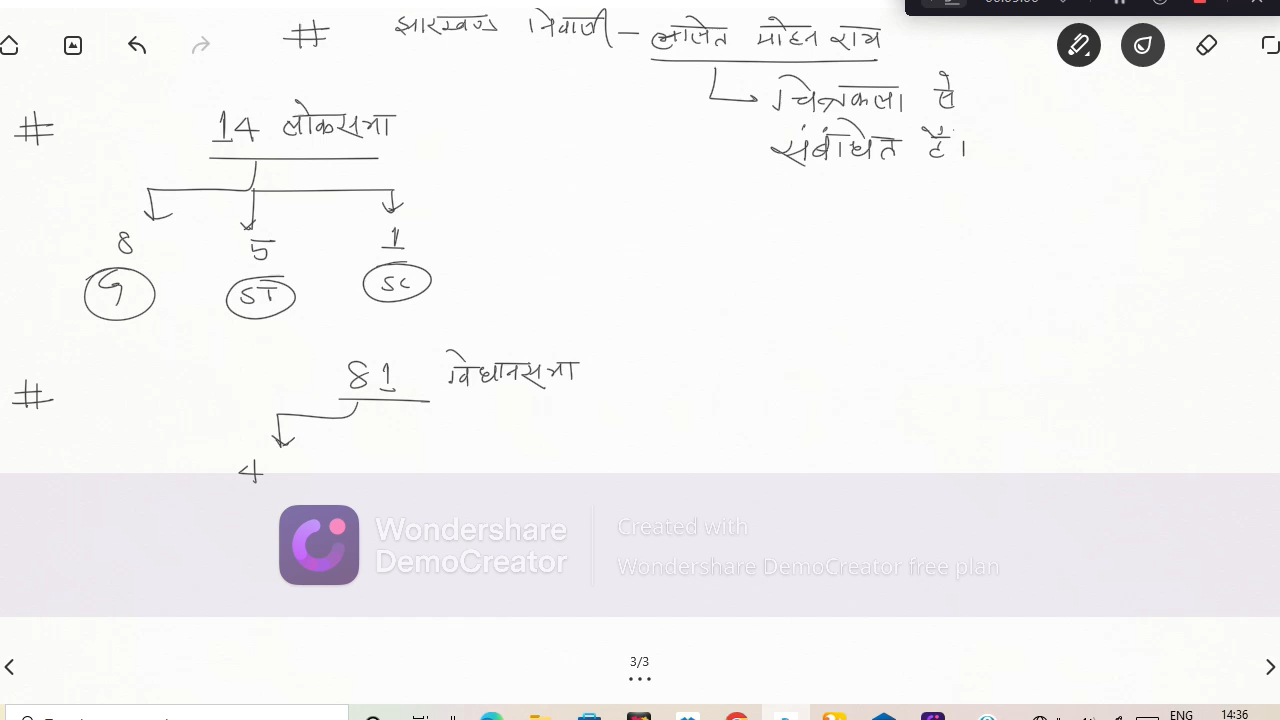 # झारखण्ड निवासी – ललित मोहन राय
चित्रकला से
संबंधित हैं।
# 14 लोकसभा
8 5 1
G ST SC
# 81 विधानसभा
4
Wondershare
DemoCreator
Created with
Wondershare DemoCreator free plan
3/3
ENG
14:36